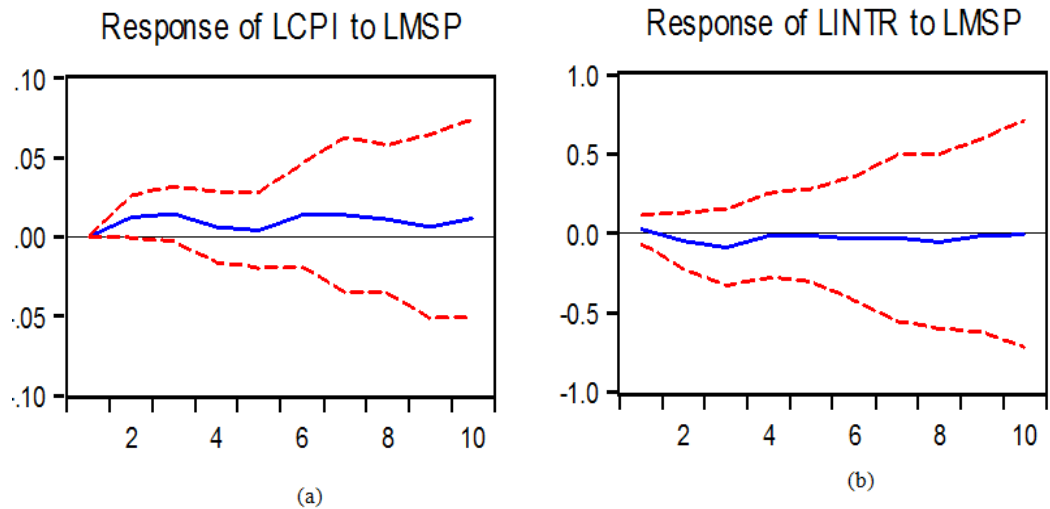 Response of LCPI to LMSP
.10
.05
.00
-.05
-.10
2 4 6 8 10
(a)
Response of LINTR to LMSP
1.0
0.5
0.0
-0.5
-1.0
2 4 6 8 10
(b)